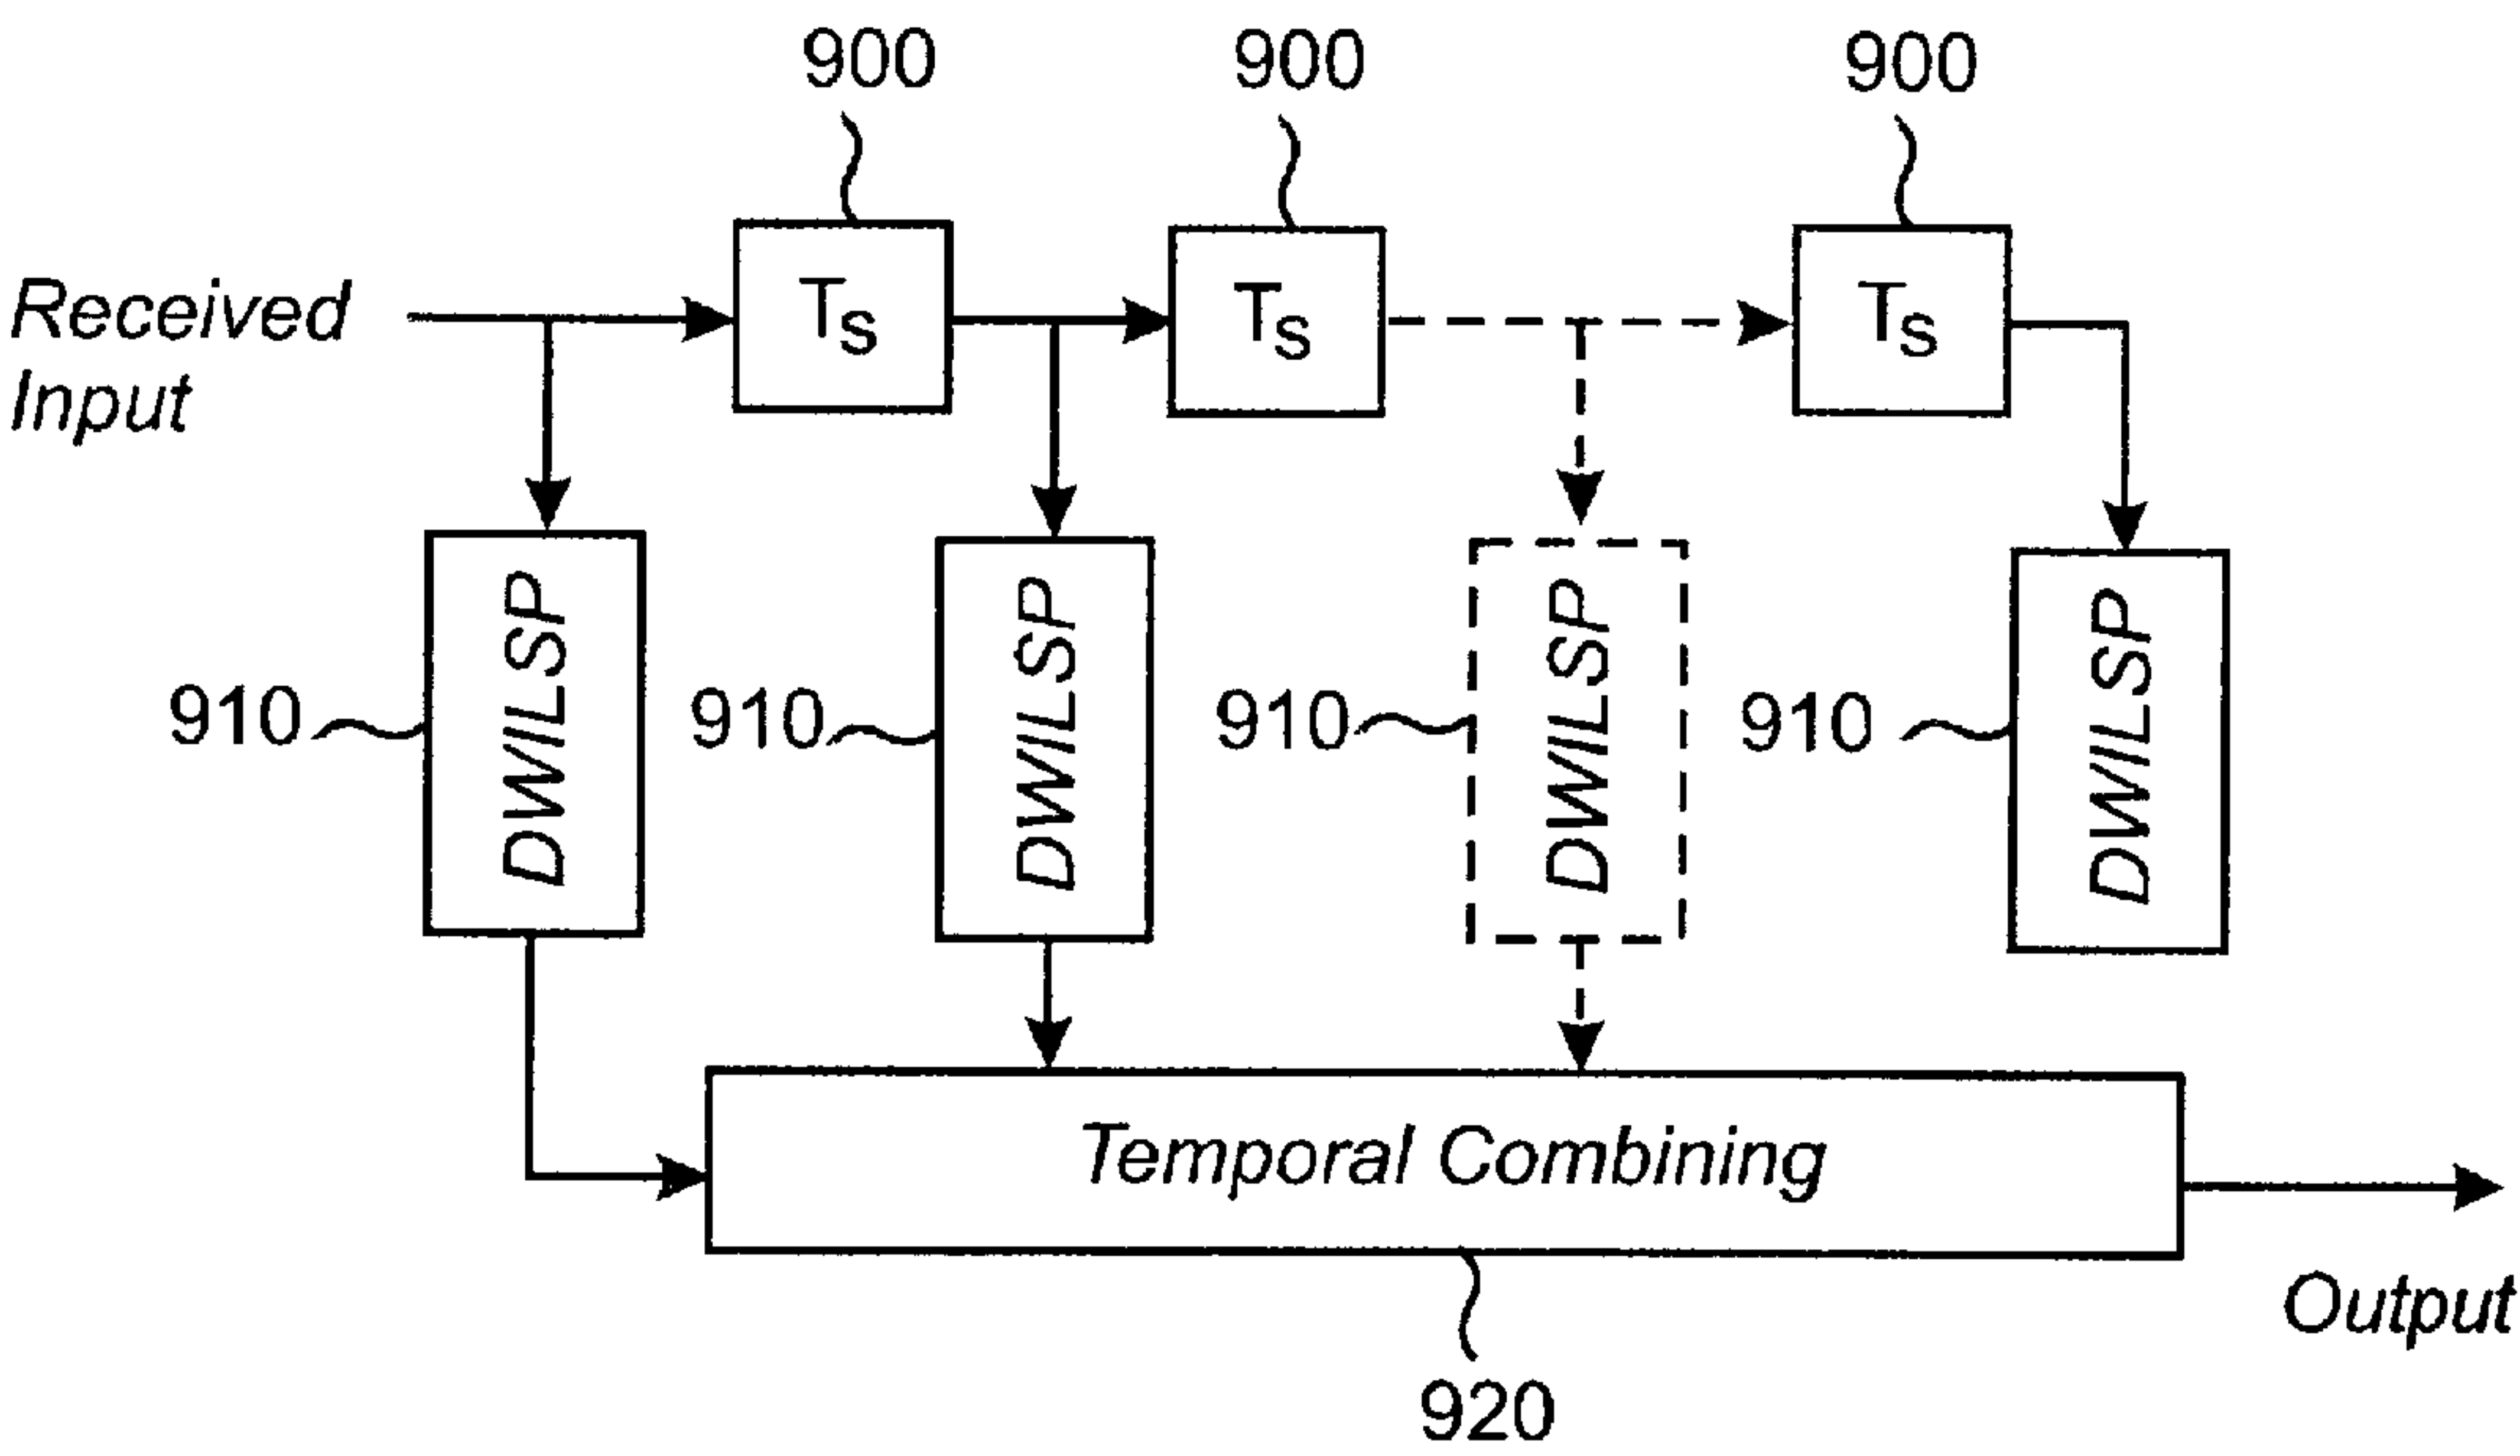 900
900
900
Received
Input
Ts
Ts
Ts
DWILSP
DWILSP
DWILSP
DWILSP
910
910
910
910
Temporal Combining
Output
920